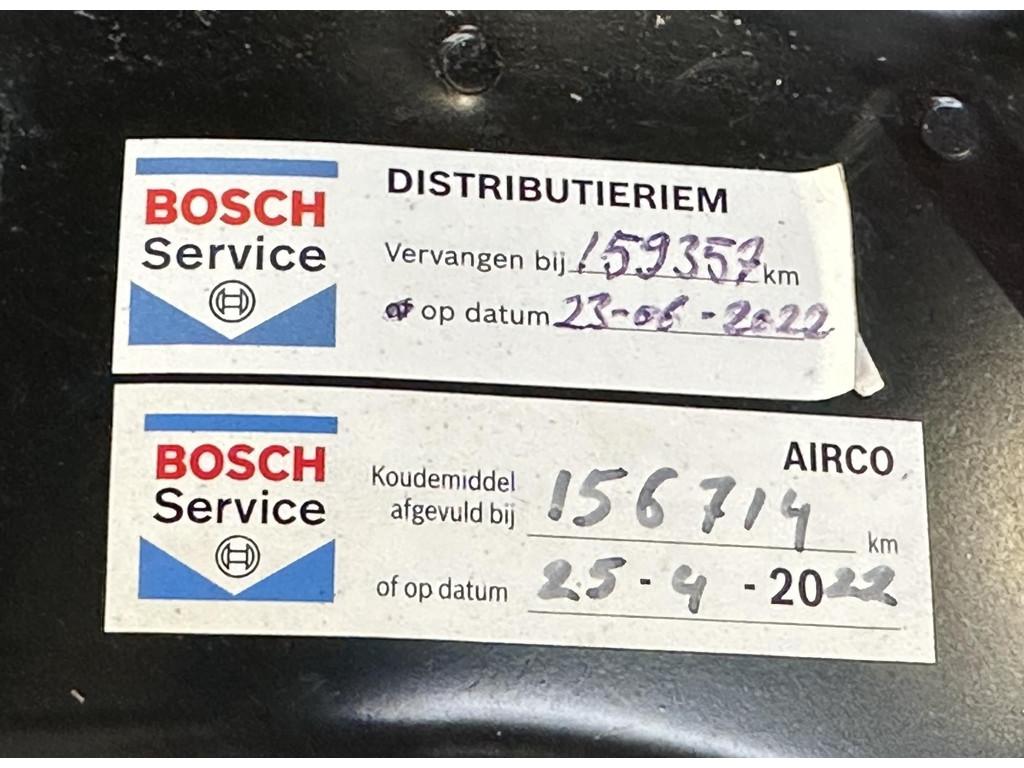 BOSCH
Service
DISTRIBUTIERIEM
Vervangen bij 159357 km
of op datum 23-06-2022
BOSCH
Service
AIRCO
Koudemiddel
afgevuld bij 156714 km
of op datum 25-4-2022